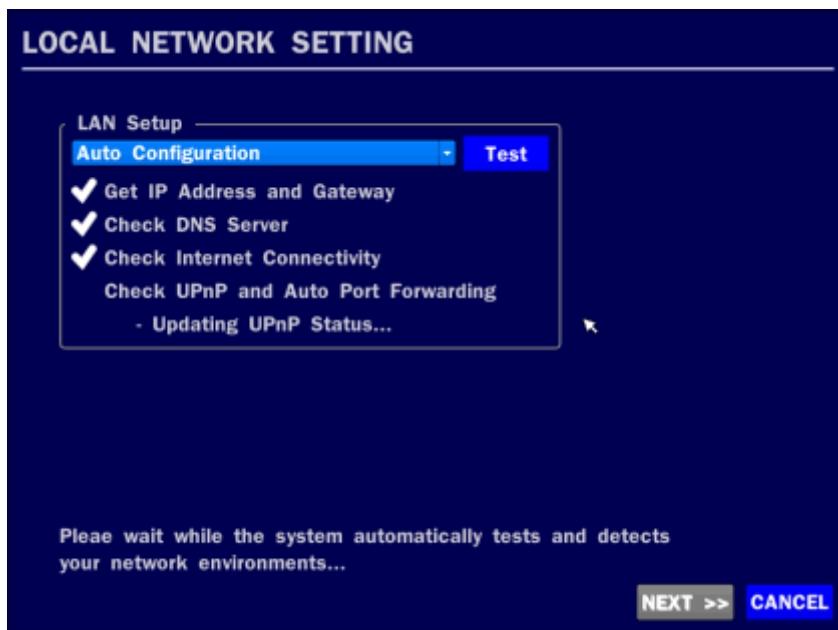 LOCAL NETWORK SETTING
LAN Setup
Auto Configuration
Test
Get IP Address and Gateway
Check DNS Server
Check Internet Connectivity
Check UPnP and Auto Port Forwarding
- Updating UPnP Status...
Pleae wait while the system automatically tests and detects
your network environments...
NEXT >> CANCEL